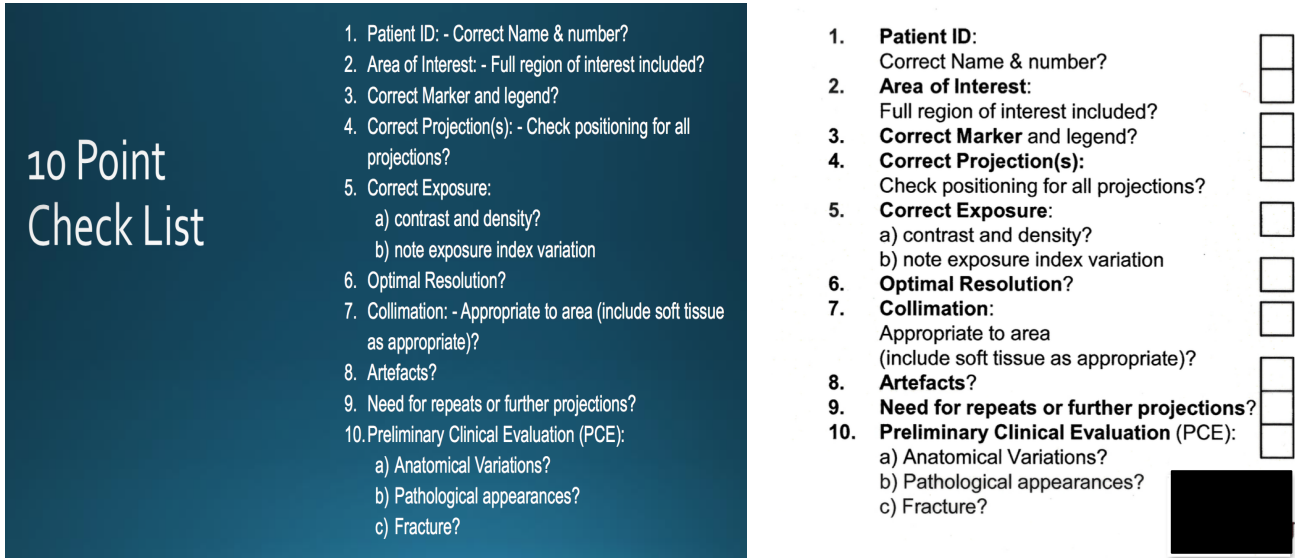 10 Point
Check List
1. Patient ID: - Correct Name & number?
2. Area of Interest: - Full region of interest included?
3. Correct Marker and legend?
4. Correct Projection(s): - Check positioning for all
projections?
5. Correct Exposure:
a) contrast and density?
b) note exposure index variation
6. Optimal Resolution?
7. Collimation: - Appropriate to area (include soft tissue
as appropriate)?
8. Artefacts?
9. Need for repeats or further projections?
10. Preliminary Clinical Evaluation (PCE):
a) Anatomical Variations?
b) Pathological appearances?
c) Fracture?
1. Patient ID:
Correct Name & number?
2. Area of Interest:
Full region of interest included?
3. Correct Marker and legend?
4. Correct Projection(s):
Check positioning for all projections?
5. Correct Exposure:
a) contrast and density?
b) note exposure index variation
6. Optimal Resolution?
7. Collimation:
Appropriate to area
(include soft tissue as appropriate)?
8. Artefacts?
9. Need for repeats or further projections?
10. Preliminary Clinical Evaluation (PCE):
a) Anatomical Variations?
b) Pathological appearances?
c) Fracture?